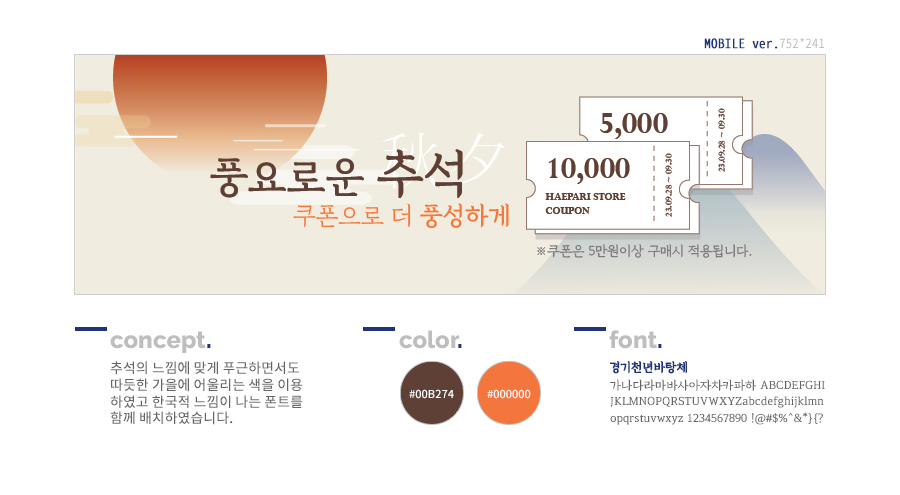 MOBILE ver.752*241
秋夕
풍요로운 추석
쿠폰으로 더 풍성하게
5,000
23.09.28 ~ 09.30
10,000
HAEPARI STORE
COUPON
23.09.28 ~ 09.30
※쿠폰은 5만원이상 구매시 적용됩니다.
concept.
추석의 느낌에 맞게 푸근하면서도
따듯한 가을에 어울리는 색을 이용
하였고 한국적 느낌이 나는 폰트를
함께 배치하였습니다.
color.
#00B274
#000000
font.
경기천년바탕체
가나다라마바사아자차카파하 ABCDEFGHI
JKLMNOPQRSTUVWXYZabcdefghijklmn
opqrstuvwxyz 1234567890 !@#$%^&*}{?